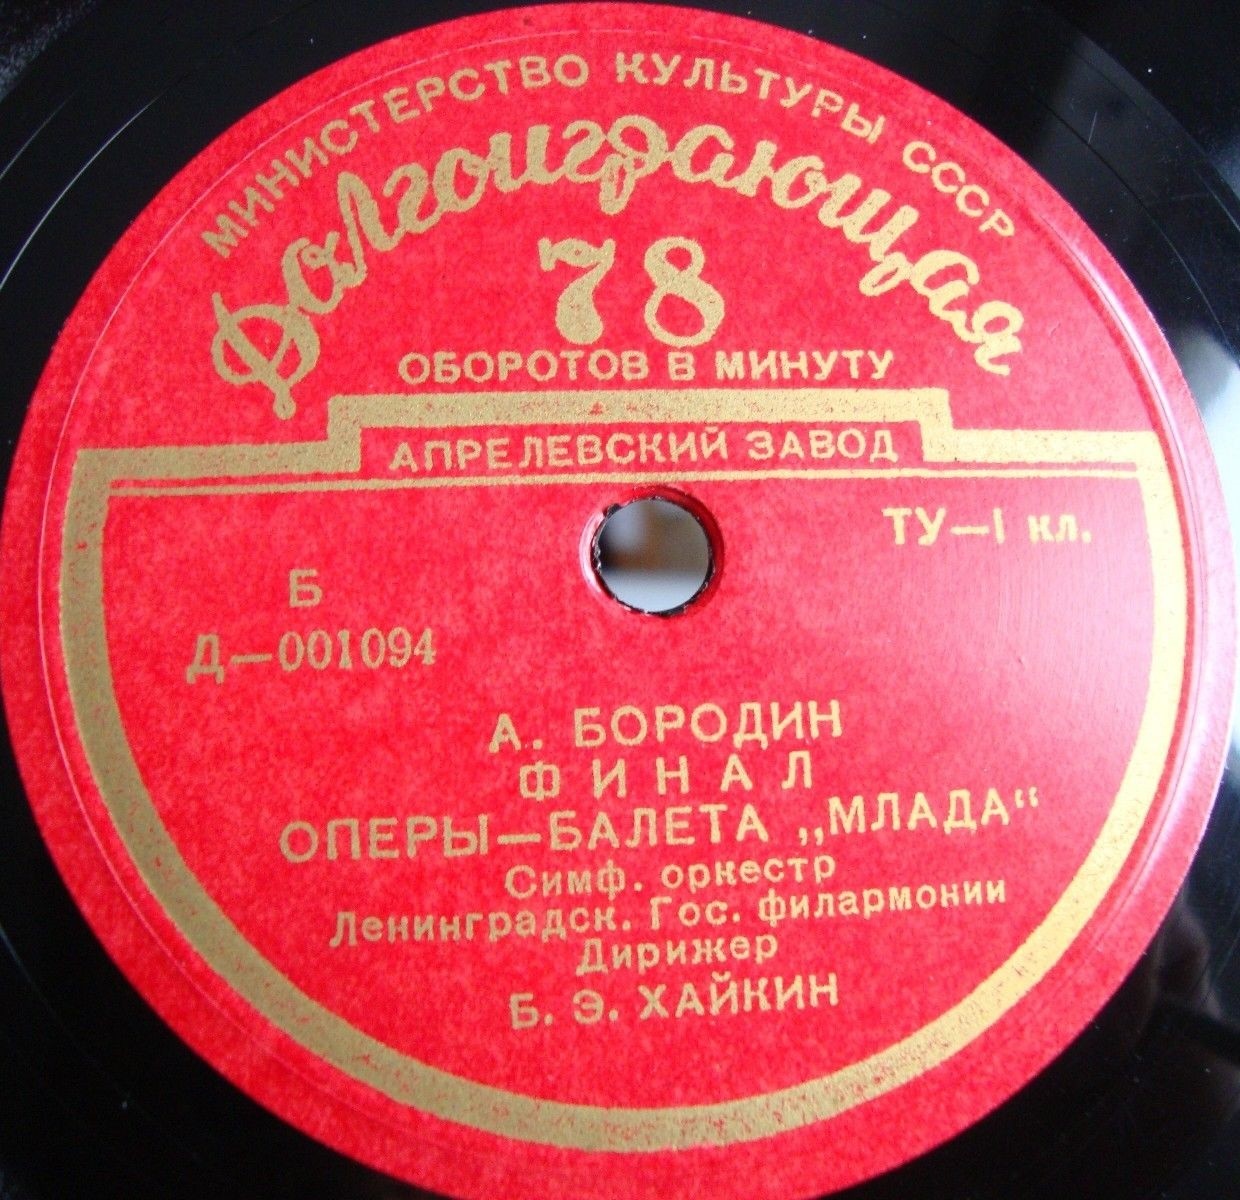 МИНИСТЕРСТВО КУЛЬТУРЫ СССР
Долгоиграющая
78
ОБОРОТОВ В МИНУТУ
АПРЕЛЕВСКИЙ ЗАВОД
ТУ—I кл.
Б
Д—001094
А. БОРОДИН
ФИНАЛ
ОПЕРЫ—БАЛЕТА „МЛАДА“
Симф. оркестр
Ленинградск. Гос. филармонии
Дирижер
Б. Э. ХАЙКИН